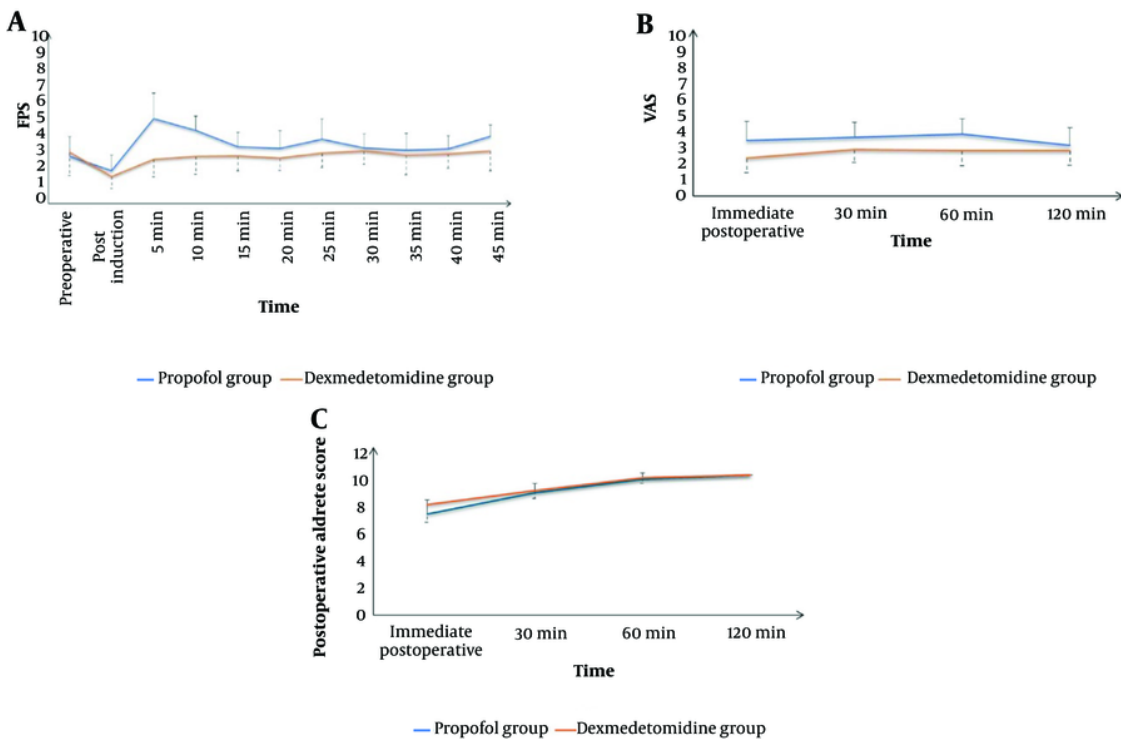 A
10
9
8
7
6
5
4
3
2
1
0
FPS
Preoperative
Post
induction
5 min
10 min
15 min
20 min
25 min
30 min
35 min
40 min
45 min
Time
Propofol group
Dexmedetomidine group
B
10
9
8
7
6
5
4
3
2
1
0
VAS
Immediate
postoperative
30 min
60 min
120 min
Time
Propofol group
Dexmedetomidine group
C
12
10
8
6
4
2
0
Postoperative aldrete score
Immediate
postoperative
30 min
60 min
120 min
Time
Propofol group
Dexmedetomidine group